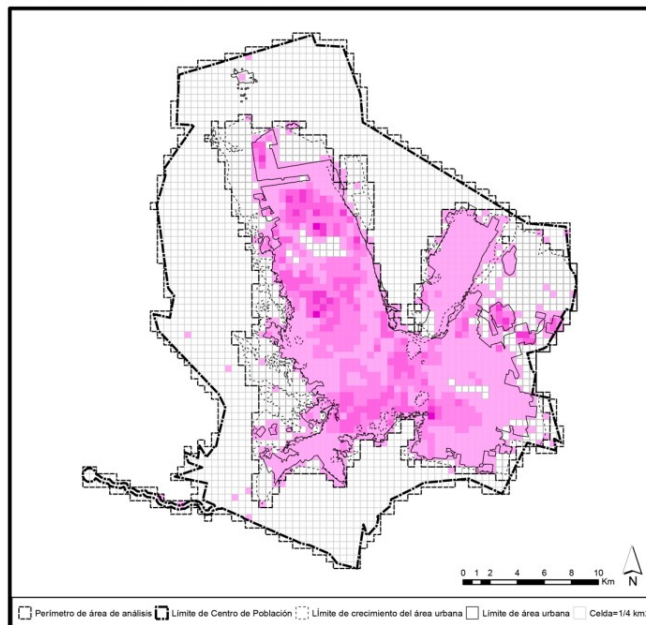 0 1 2 4 6 8 10
Km
N
Perímetro de área de análisis Límite de Centro de Población Límite de crecimiento del área urbana Límite de área urbana Celda=1/4 km2